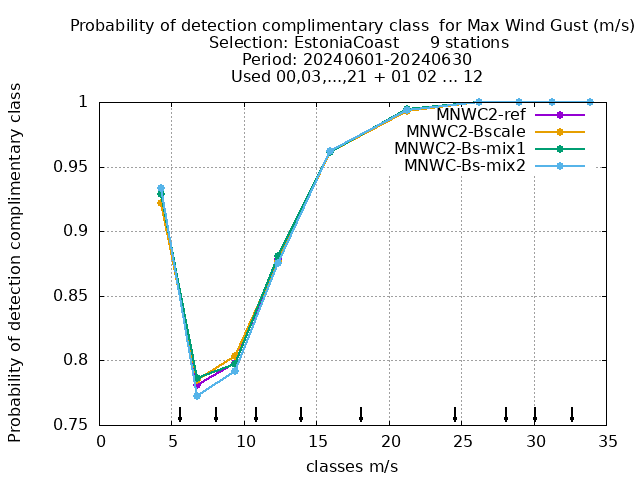 Probability of detection complimentary class  for Max Wind Gust (m/s)
Selection: EstoniaCoast      9 stations
Period: 20240601-20240630
Used 00,03,...,21 + 01 02 ... 12
Probability of detection complimentary class
1
0.95
0.9
0.85
0.8
0.75
MNWC2-ref
MNWC2-Bscale
MNWC2-Bs-mix1
MNWC-Bs-mix2
0 5 10 15 20 25 30 35
classes m/s